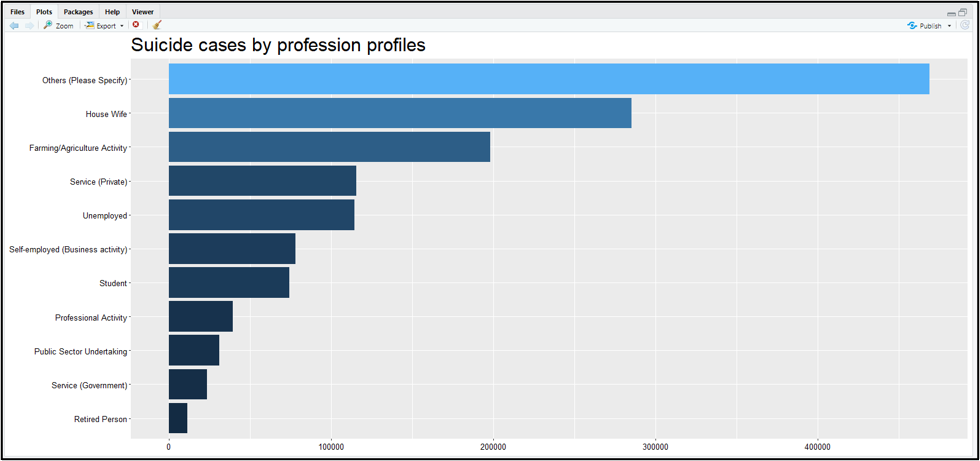 Files Plots Packages Help Viewer
Zoom Export Publish
Suicide cases by profession profiles
Others (Please Specify)
House Wife
Farming/Agriculture Activity
Service (Private)
Unemployed
Self-employed (Business activity)
Student
Professional Activity
Public Sector Undertaking
Service (Government)
Retired Person
0 100000 200000 300000 400000